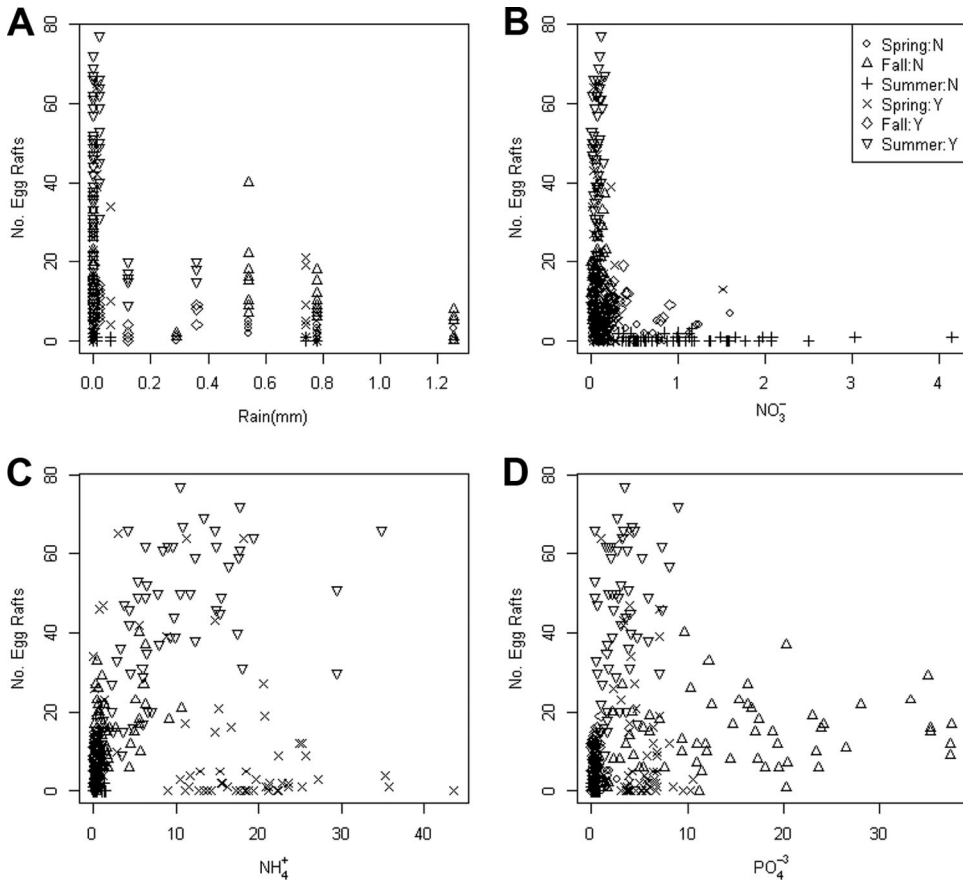 A
No. Egg Rafts
80
60
40
20
0
0.0 0.2 0.4 0.6 0.8 1.0 1.2
Rain(mm)
B
No. Egg Rafts
80
60
40
20
0
Spring:N
Fall:N
Summer:N
Spring:Y
Fall:Y
Summer:Y
0 1 2 3 4
NO₃⁻
C
No. Egg Rafts
80
60
40
20
0
0 10 20 30 40
NH₄⁺
D
No. Egg Rafts
80
60
40
20
0
0 10 20 30
PO₄⁻³